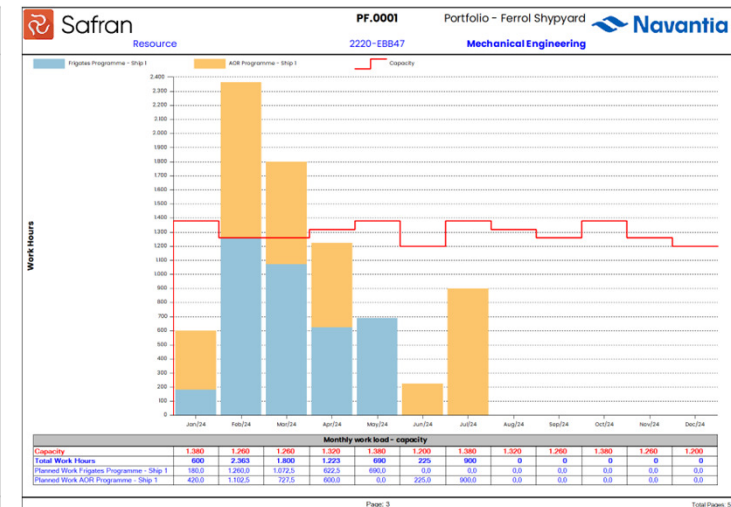 Safran PF.0001 Portfolio - Ferrol Shypyard Navantia
Resource 2220-EBB47 Mechanical Engineering
Frigates Programme - Ship 1 AOR Programme - Ship 1 Capacity
2.400
2.300
2.200
2.100
2.000
1.900
1.800
1.700
1.600
1.500
1.400
1.300
1.200
1.100
1.000
900
800
700
600
500
400
300
200
100
0
Work Hours
Jan/24 Feb/24 Mar/24 Apr/24 May/24 Jun/24 Jul/24 Aug/24 Sep/24 Oct/24 Nov/24 Dec/24
Monthly work load - capacity
Capacity 1.380 1.260 1.260 1.320 1.380 1.200 1.380 1.320 1.260 1.380 1.260 1.200
Total Work Hours 600 2.363 1.800 1.223 690 225 900 0 0 0 0 0
Planned Work Frigates Programme - Ship 1 180,0 1.260,0 1.072,5 622,5 690,0 0,0 0,0 0,0 0,0 0,0 0,0 0,0
Planned Work AOR Programme - Ship 1 420,0 1.102,5 727,5 600,0 0,0 225,0 900,0 0,0 0,0 0,0 0,0 0,0
Page: 3 Total Pages: 5